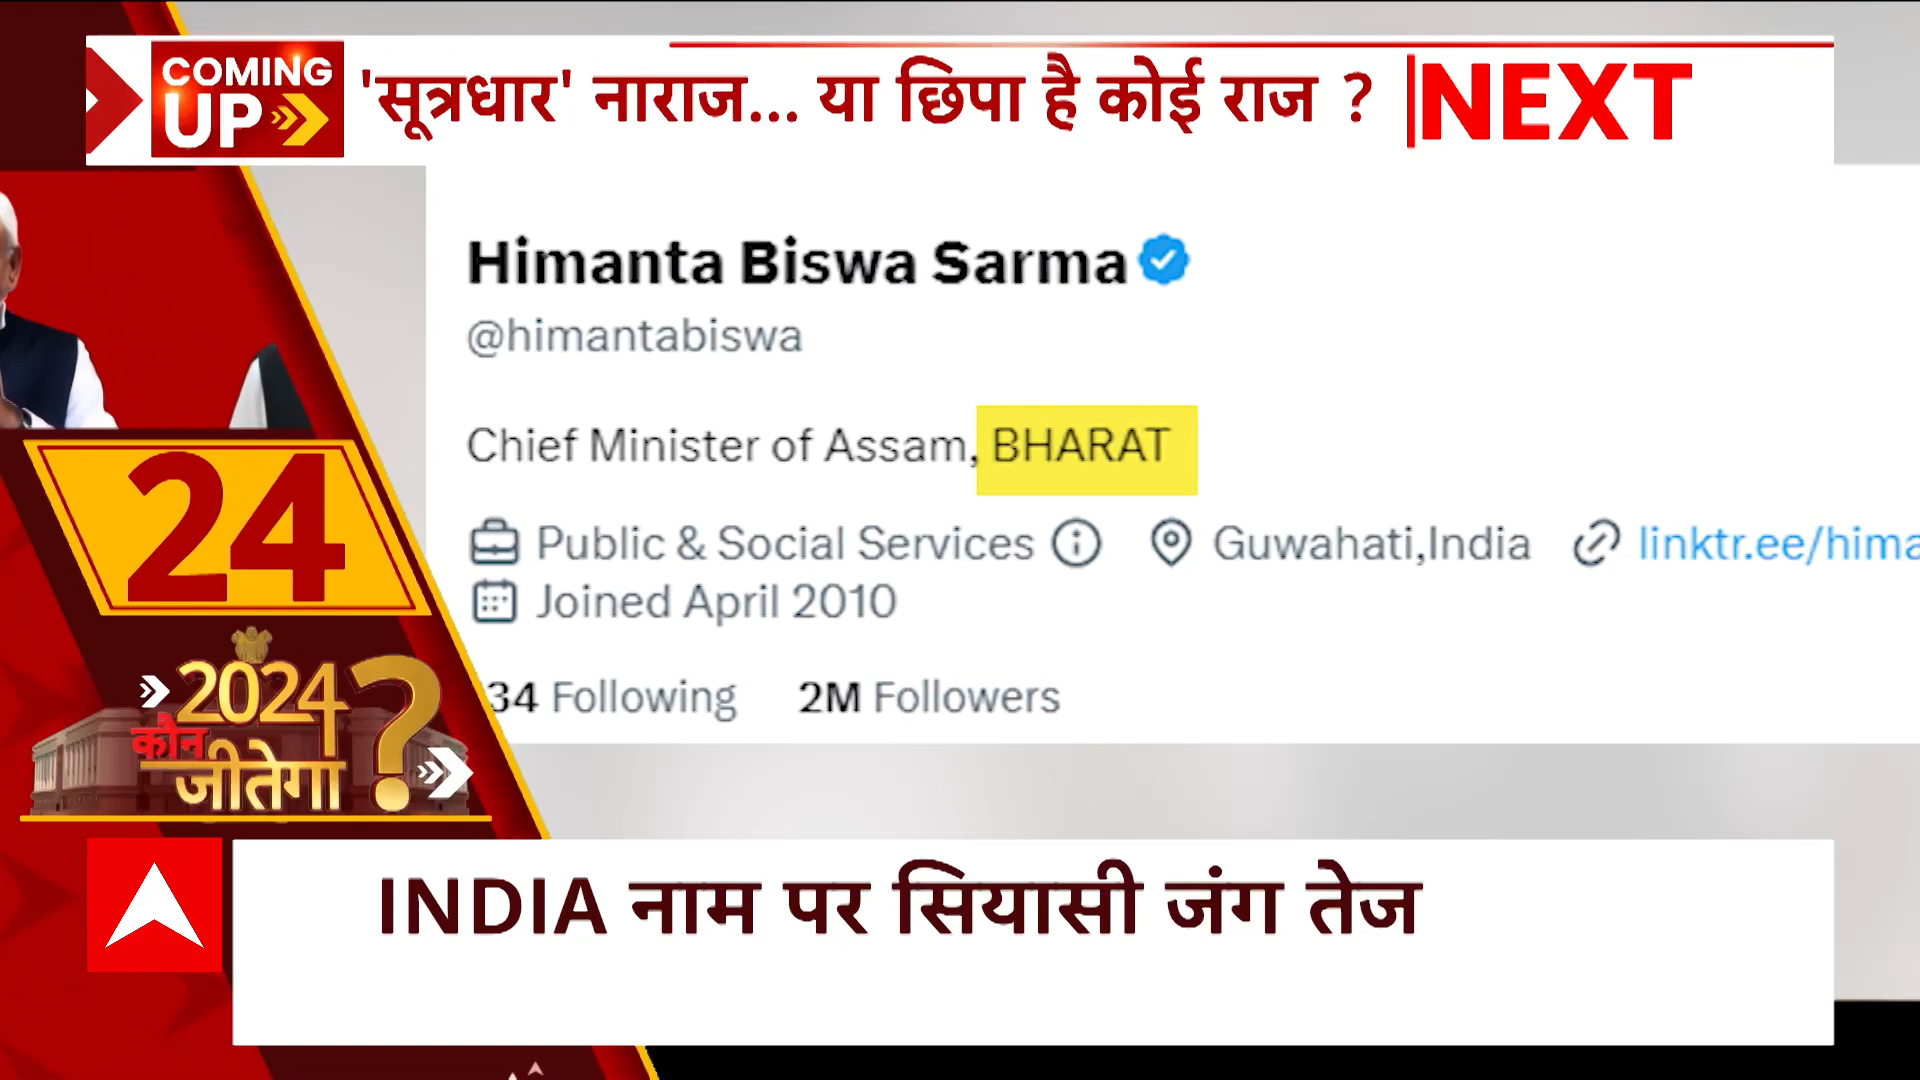 COMING
UP
'सूत्रधार' नाराज... या छिपा है कोई राज ?
NEXT
Himanta Biswa Sarma
@himantabiswa
Chief Minister of Assam, BHARAT
Public & Social Services
Guwahati,India
linktr.ee/hima
Joined April 2010
34 Following
2M Followers
24
2024
कौन
जीतेगा ?
INDIA नाम पर सियासी जंग तेज